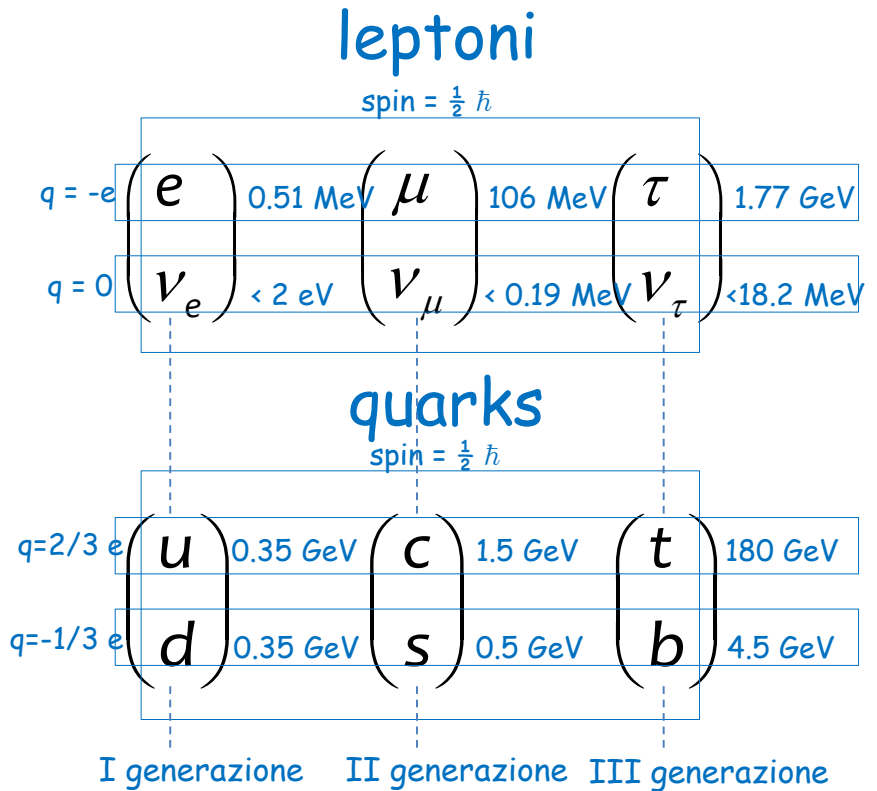 leptoni
spin = ½ ħ
q = -e e 0.51 MeV μ 106 MeV τ 1.77 GeV
q = 0 νe < 2 eV νμ < 0.19 MeV ντ <18.2 MeV
quarks
spin = ½ ħ
q=2/3 e u 0.35 GeV c 1.5 GeV t 180 GeV
q=-1/3 e d 0.35 GeV s 0.5 GeV b 4.5 GeV
I generazione II generazione III generazione